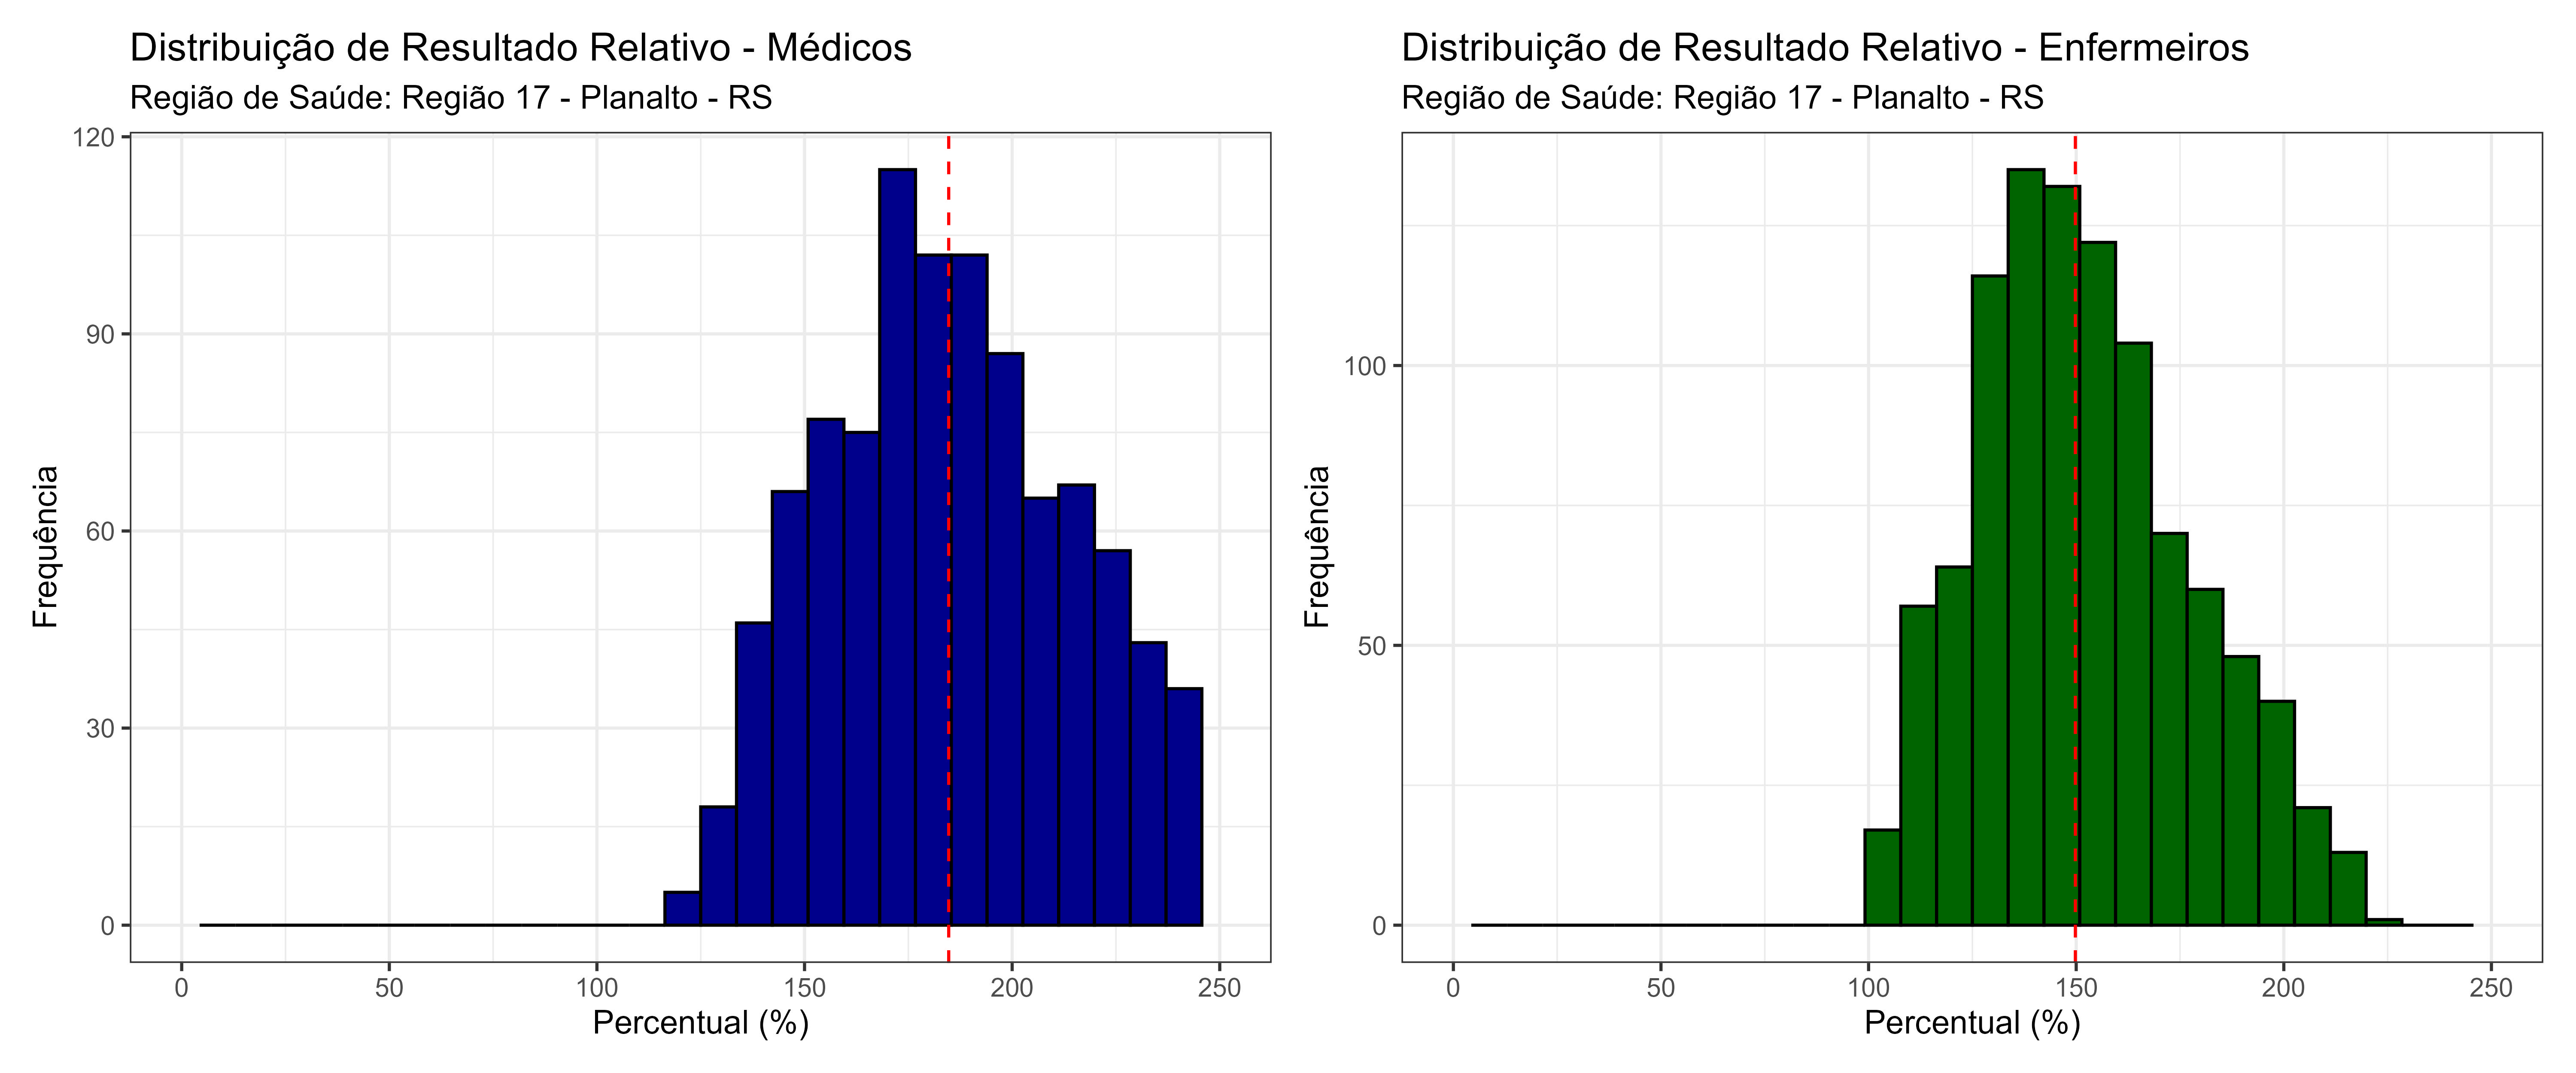 Distribuição de Resultado Relativo - Médicos
Região de Saúde: Região 17 - Planalto - RS
120
90
60
30
0
Frequência
0 50 100 150 200 250
Percentual (%)
Distribuição de Resultado Relativo - Enfermeiros
Região de Saúde: Região 17 - Planalto - RS
100
50
0
Frequência
0 50 100 150 200 250
Percentual (%)